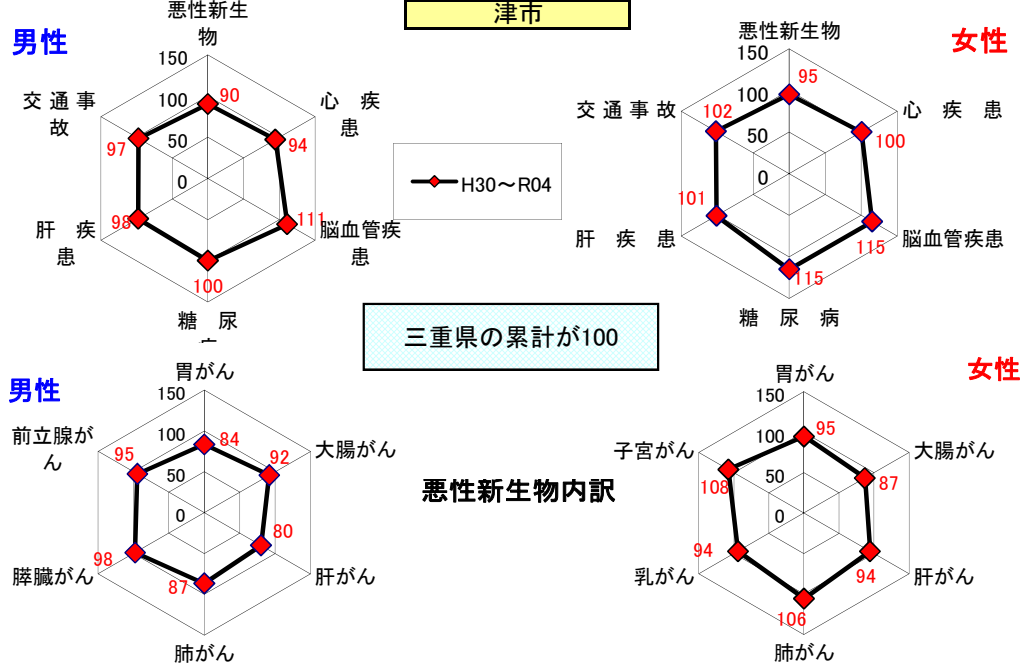 津市
男性
悪性新生
物
150
100
50
0
90
心 疾
患
94
111
脳血管疾
患
100
糖 尿
98
肝 疾
患
97
交 通 事
故
H30～R04
女性
悪性新生物
150
100
50
0
95
心 疾 患
100
115
脳血管疾患
115
糖 尿 病
101
肝 疾 患
102
交 通 事 故
三重県の累計が100
男性
胃がん
150
100
50
0
84
大腸がん
92
80
肝がん
87
肺がん
98
膵臓がん
95
前立腺が
ん
悪性新生物内訳
女性
胃がん
150
100
50
0
95
大腸がん
87
94
肝がん
106
肺がん
94
乳がん
108
子宮がん